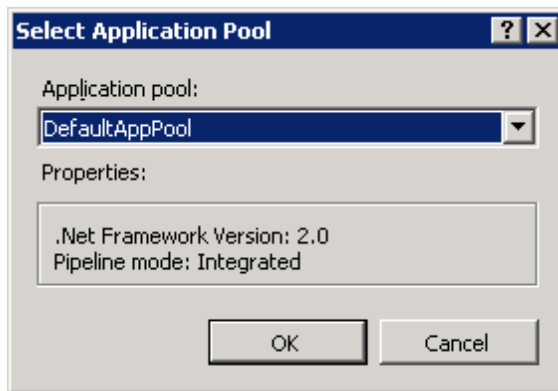 Select Application Pool
Application pool:
DefaultAppPool
Properties:
.Net Framework Version: 2.0
Pipeline mode: Integrated
OK Cancel